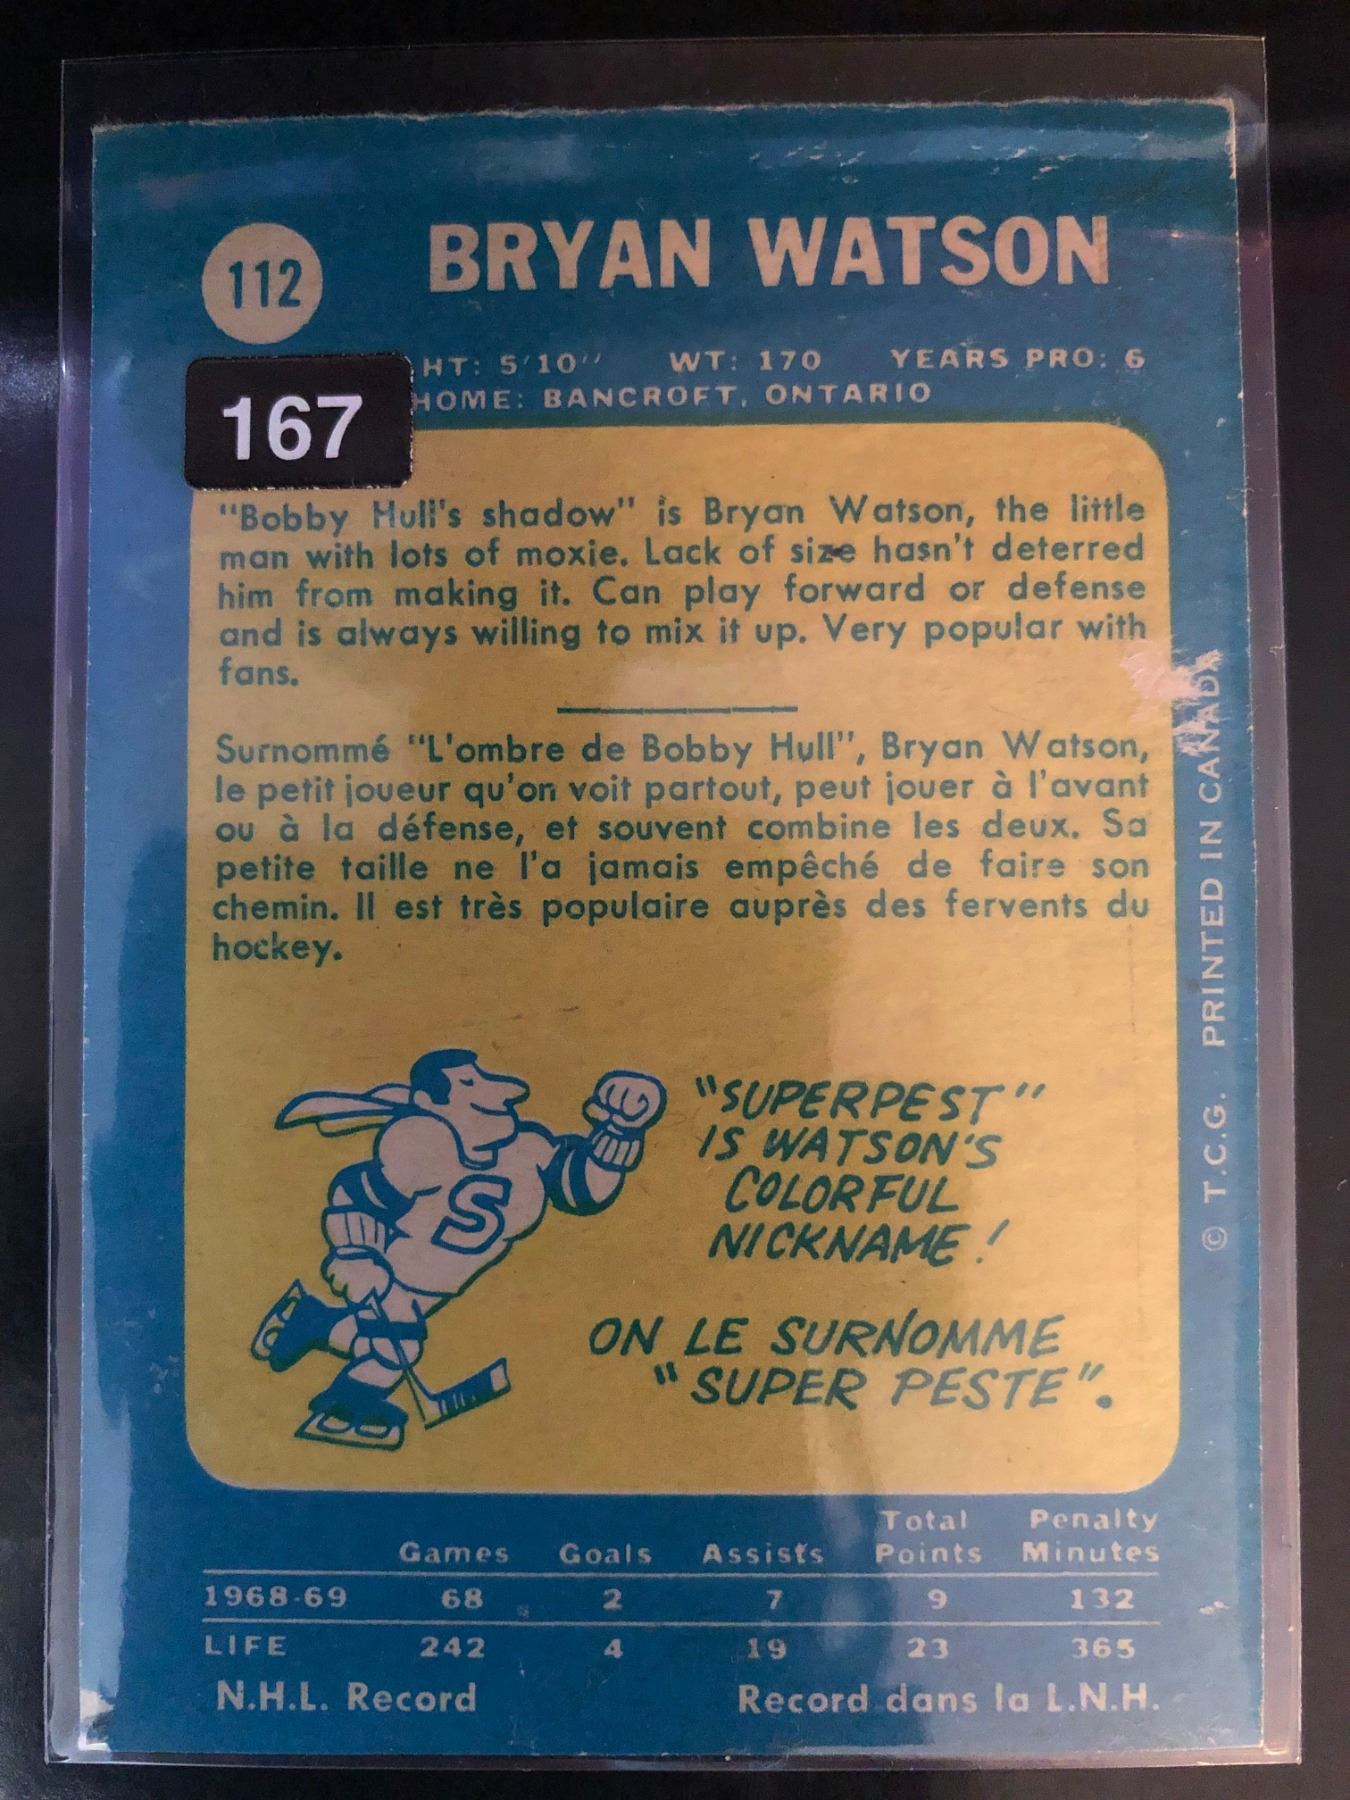 112
BRYAN WATSON
HT: 5'10'' WT: 170 YEARS PRO: 6
HOME: BANCROFT, ONTARIO
167
"Bobby Hull's shadow" is Bryan Watson, the little
man with lots of moxie. Lack of size hasn't deterred
him from making it. Can play forward or defense
and is always willing to mix it up. Very popular with
fans.
Surnommé "L'ombre de Bobby Hull", Bryan Watson,
le petit joueur qu'on voit partout, peut jouer à l'avant
ou à la défense, et souvent combine les deux. Sa
petite taille ne l'a jamais empêché de faire son
chemin. Il est très populaire auprès des fervents du
hockey.
S
"SUPERPEST"
IS WATSON'S
COLORFUL
NICKNAME!
ON LE SURNOMME
"SUPER PESTE".
© T.C.G. PRINTED IN CANADA
Games Goals Assists Total Points Penalty Minutes
1968-69 68 2 7 9 132
LIFE 242 4 19 23 365
N.H.L. Record Record dans la L.N.H.